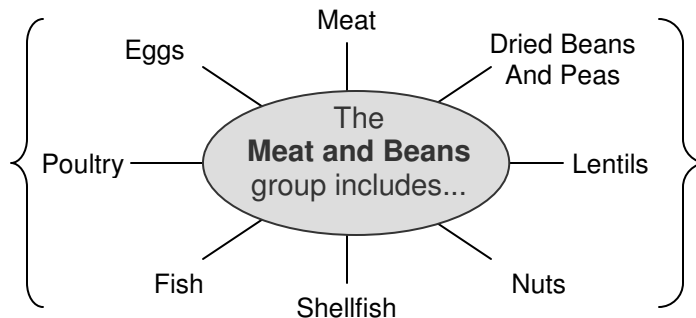 Meat
Eggs
Dried Beans
And Peas
The
Meat and Beans
group includes...
Poultry
Lentils
Fish
Nuts
Shellfish